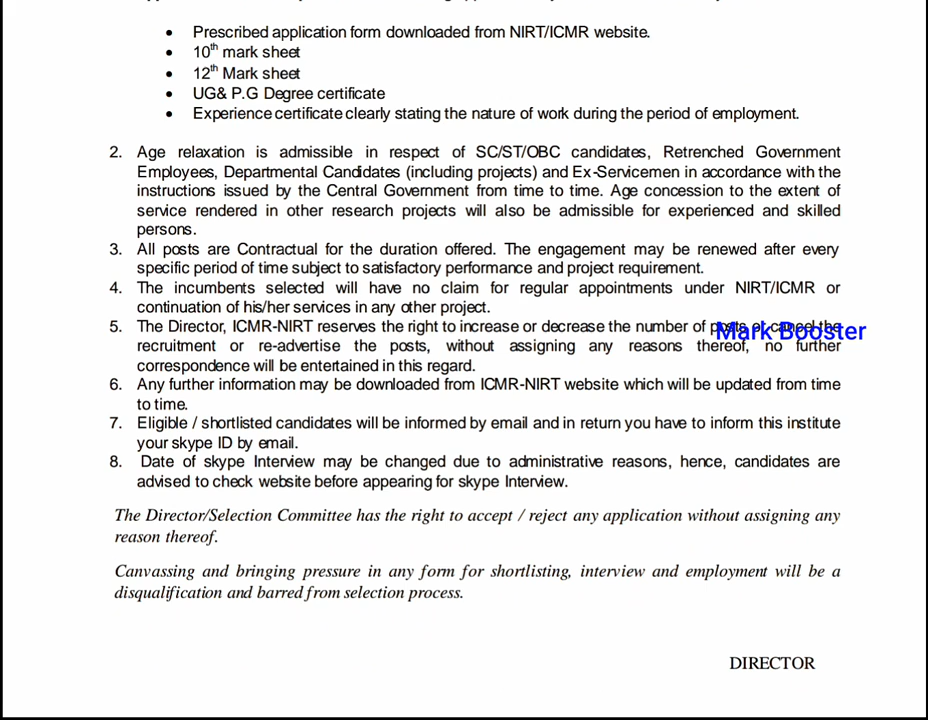 • Prescribed application form downloaded from NIRT/ICMR website.
• 10th mark sheet
• 12th Mark sheet
• UG& P.G Degree certificate
• Experience certificate clearly stating the nature of work during the period of employment.
2. Age relaxation is admissible in respect of SC/ST/OBC candidates, Retrenched Government
Employees, Departmental Candidates (including projects) and Ex-Servicemen in accordance with the
instructions issued by the Central Government from time to time. Age concession to the extent of
service rendered in other research projects will also be admissible for experienced and skilled
persons.
3. All posts are Contractual for the duration offered. The engagement may be renewed after every
specific period of time subject to satisfactory performance and project requirement.
4. The incumbents selected will have no claim for regular appointments under NIRT/ICMR or
continuation of his/her services in any other project.
5. The Director, ICMR-NIRT reserves the right to increase or decrease the number of posts or cancel the
Mark Booster
recruitment or re-advertise the posts, without assigning any reasons thereof, no further
correspondence will be entertained in this regard.
6. Any further information may be downloaded from ICMR-NIRT website which will be updated from time
to time.
7. Eligible / shortlisted candidates will be informed by email and in return you have to inform this institute
your skype ID by email.
8. Date of skype Interview may be changed due to administrative reasons, hence, candidates are
advised to check website before appearing for skype Interview.
The Director/Selection Committee has the right to accept / reject any application without assigning any
reason thereof.
Canvassing and bringing pressure in any form for shortlisting, interview and employment will be a
disqualification and barred from selection process.
DIRECTOR